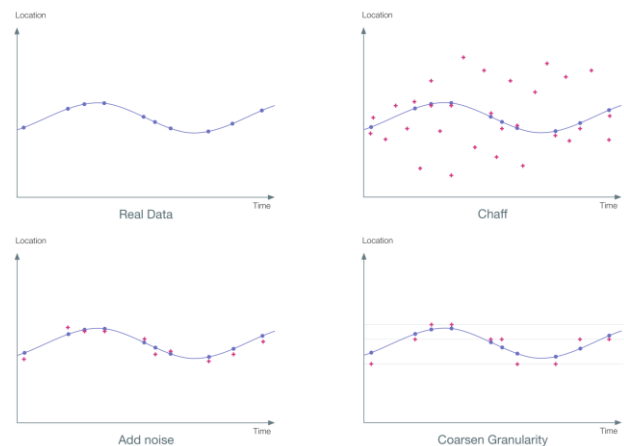 Location
Time
Real Data
Location
Time
Chaff
Location
Time
Add noise
Location
Time
Coarsen Granularity